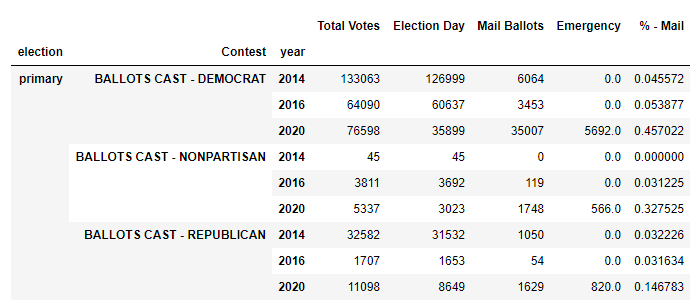 Total Votes Election Day Mail Ballots Emergency % - Mail
election Contest year
primary BALLOTS CAST - DEMOCRAT 2014 133063 126999 6064 0.0 0.045572
2016 64090 60637 3453 0.0 0.053877
2020 76598 35899 35007 5692.0 0.457022
BALLOTS CAST - NONPARTISAN 2014 45 45 0 0.0 0.000000
2016 3811 3692 119 0.0 0.031225
2020 5337 3023 1748 566.0 0.327525
BALLOTS CAST - REPUBLICAN 2014 32582 31532 1050 0.0 0.032226
2016 1707 1653 54 0.0 0.031634
2020 11098 8649 1629 820.0 0.146783